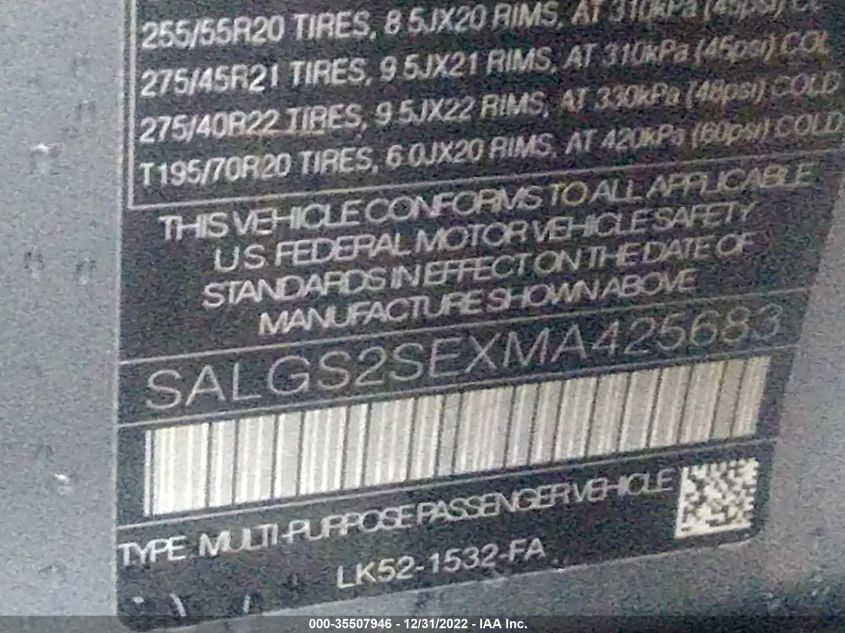 255/55R20 TIRES, 8 5JX20 RIMS, AT 310kPa (45psi) COL
275/45R21 TIRES, 9 5JX21 RIMS, AT 310kPa (45psi) COL
275/40R22 TIRES, 9 5JX22 RIMS, AT 330kPa (48psi) COLD
T195/70R20 TIRES, 6 0JX20 RIMS, AT 420kPa (60psi) COLD
THIS VEHICLE CONFORMS TO ALL APPLICABLE
U.S FEDERAL MOTOR VEHICLE SAFETY
STANDARDS IN EFFECT ON THE DATE OF
MANUFACTURE SHOWN ABOVE
SALGS2SEXMA425683
TYPE: MULTI-PURPOSE PASSENGER VEHICLE
LK52-1532-FA
000-35507946 - 12/31/2022 - IAA Inc.